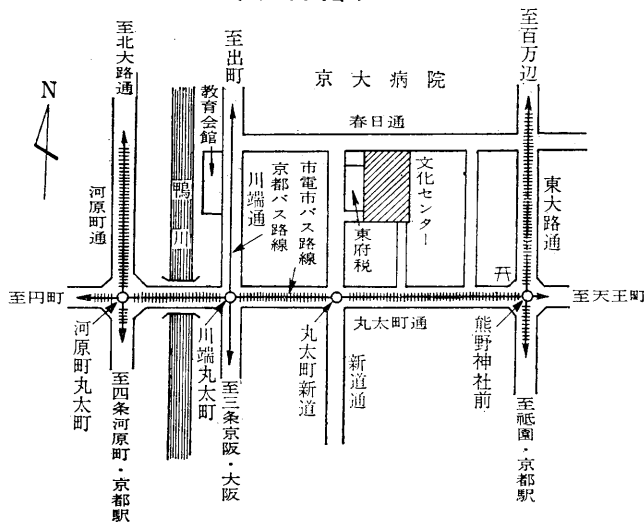 至北大路通
至出町
京大病院
至百万辺
N
教育会館
春日通
河原町通
鴨川
川端通
京都バス路線
市電市バス路線
東府税
文化センター
東大路通
至円町
至天王町
河原町丸太町
川端丸太町
丸太町新道
丸太町通
新道通
熊野神社前
至四条河原町・京都駅
至三条京阪・大阪
至祗園・京都駅